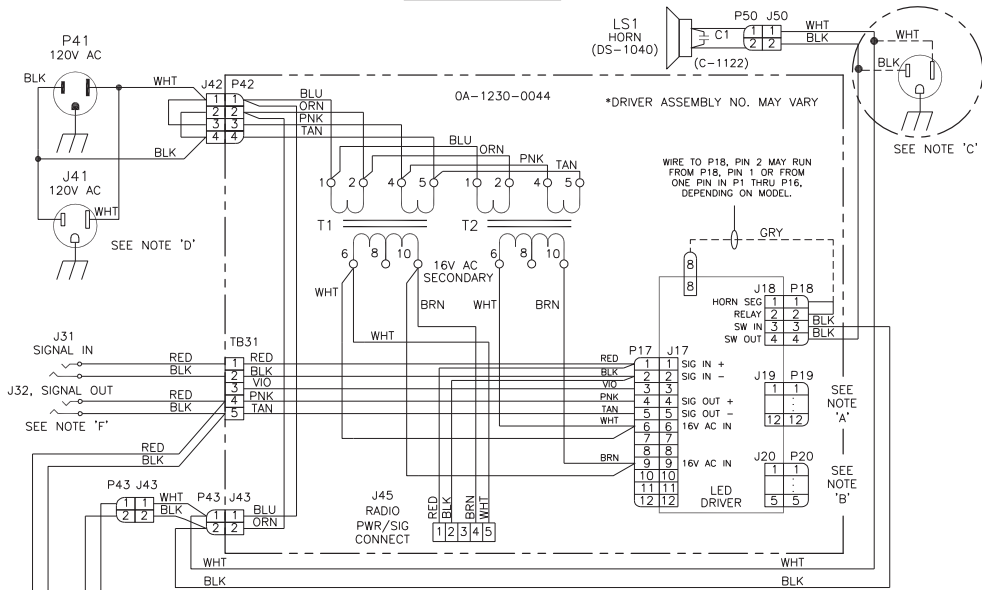 P41
120V AC
BLK
WHT
J42 P42
1 1
2 2
3 3
4 4
BLU
ORN
PNK
TAN
BLK
J41
120V AC
WHT
SEE NOTE 'D'
0A-1230-0044
*DRIVER ASSEMBLY NO. MAY VARY
LS1
HORN
(DS-1040)
C1
(C-1122)
P50 J50
1 1
2 2
WHT
BLK
WHT
BLK
SEE NOTE 'C'
BLU
ORN
PNK
TAN
1 2 4 5
1 2 4 5
T1
T2
6 8 10
6 8 10
16V AC
SECONDARY
WHT
BRN
WHT
BRN
WHT
WIRE TO P18, PIN 2 MAY RUN
FROM P18, PIN 1 OR FROM
ONE PIN IN P1 THRU P16,
DEPENDING ON MODEL.
GRY
8
8
J18 P18
HORN SEG 1 1
RELAY 2 2
SW IN 3 3 BLK
SW OUT 4 4 BLK
J31
SIGNAL IN
RED
BLK
J32, SIGNAL OUT
RED
BLK
SEE NOTE 'F'
RED
BLK
TB31
1 RED
2 BLK
3 VIO
4 PNK
5 TAN
P17 J17
RED 1 1 SIG IN +
BLK 2 2 SIG IN -
VIO 3 3
PNK 4 4 SIG OUT +
TAN 5 5 SIG OUT -
WHT 6 6 16V AC IN
7 7
8 8
BRN 9 9 16V AC IN
10 10
11 11
12 12
LED
DRIVER
J19 P19
1 1
12 12
SEE
NOTE
'A'
J20 P20
1 1
5 5
SEE
NOTE
'B'
P43 J43
1 1
2 2
WHT
BLK
P43 J43
1 1
2 2
BLU
ORN
J45
RADIO
PWR/SIG
CONNECT
RED
BLK
BRN
WHT
1 2 3 4 5
WHT
WHT
BLK
BLK